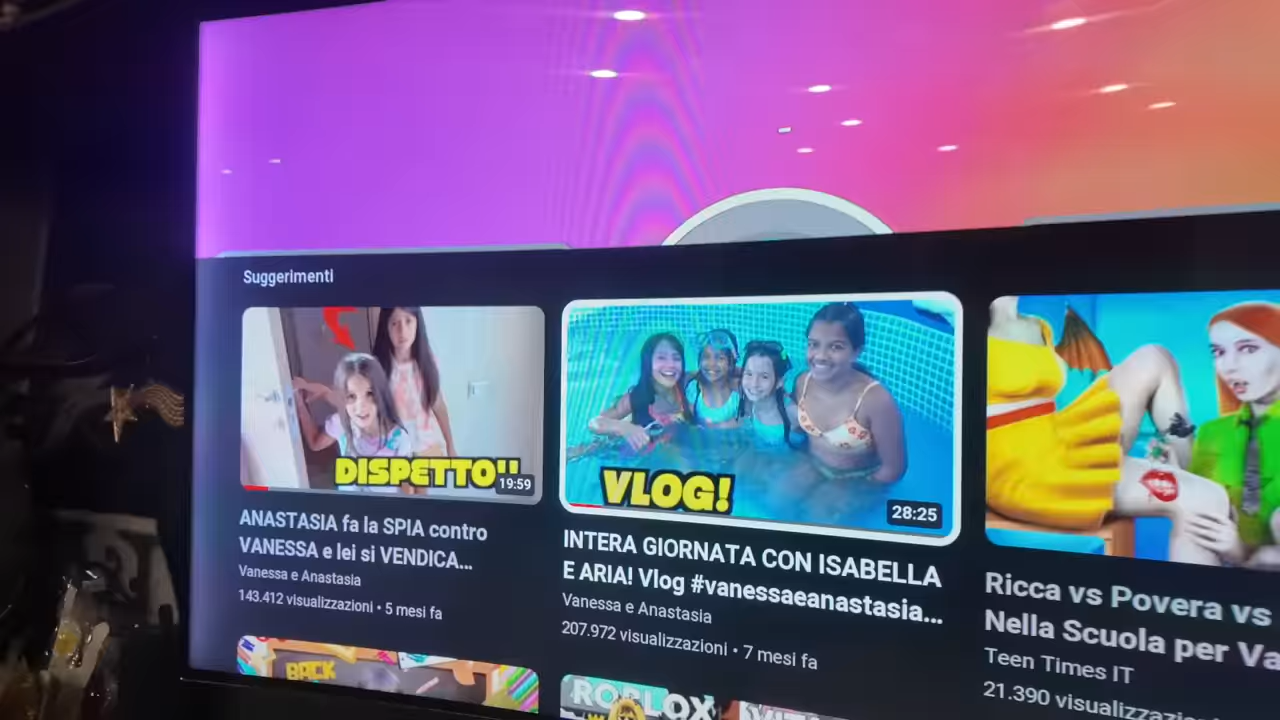 Suggerimenti
DISPETTO!!
19:59
ANASTASIA fa la SPIA contro
VANESSA e lei si VENDICA...
Vanessa e Anastasia
143.412 visualizzazioni • 5 mesi fa
VLOG!
28:25
INTERA GIORNATA CON ISABELLA
E ARIA! Vlog #vanessaeanastasia...
Vanessa e Anastasia
207.972 visualizzazioni • 7 mesi fa
Ricca vs Povera vs
Nella Scuola per Va
Teen Times IT
21.390 visualizzazio
BACK
ROBLOX